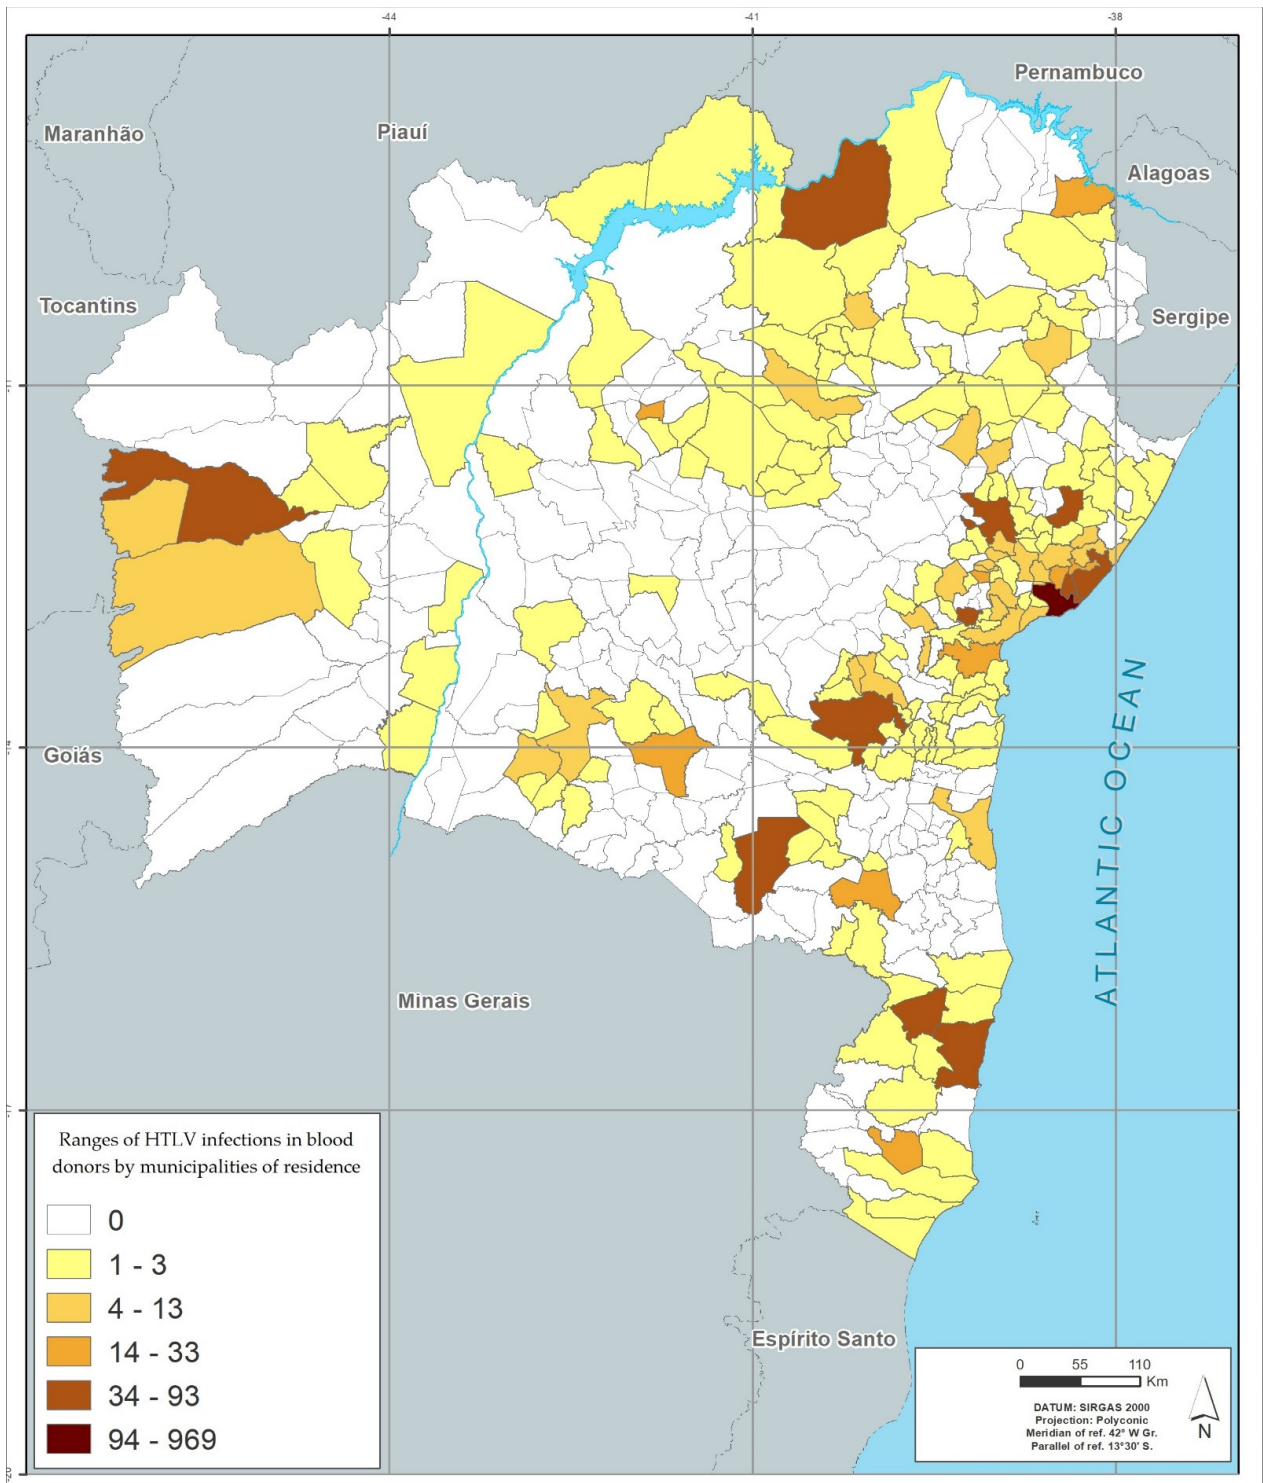 -44
-41
-38
Pernambuco
Maranhão
Piauí
Alagoas
Tocantins
Sergipe
ATLANTIC OCEAN
Goiás
Minas Gerais
Ranges of HTLV infections in blood
donors by municipalities of residence
0
1 - 3
4 - 13
14 - 33
34 - 93
94 - 969
Espírito Santo
0 55 110
Km
DATUM: SIRGAS 2000
Projection: Polyconic
Meridian of ref. 42° W Gr.
Parallel of ref. 13°30' S.
N